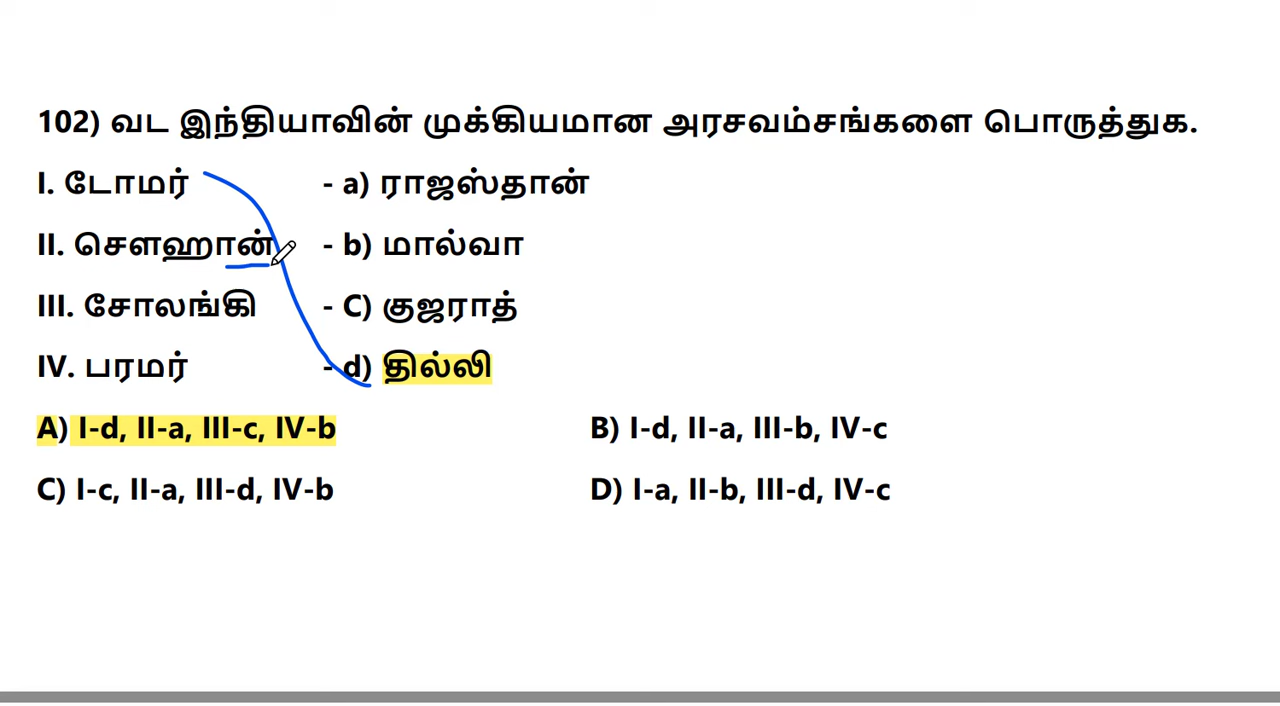 102) வட இந்தியாவின் முக்கியமான அரசவம்சங்களை பொருத்துக.
I. டோமர் - a) ராஜஸ்தான்
II. சௌஹான் - b) மால்வா
III. சோலங்கி - C) குஜராத்
IV. பரமர் - d) தில்லி
A) I-d, II-a, III-c, IV-b B) I-d, II-a, III-b, IV-c
C) I-c, II-a, III-d, IV-b D) I-a, II-b, III-d, IV-c